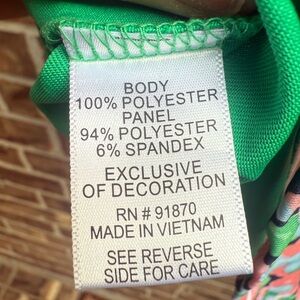 BODY
100% POLYESTER
PANEL
94% POLYESTER
6% SPANDEX
EXCLUSIVE
OF DECORATION
RN # 91870
MADE IN VIETNAM
SEE REVERSE
SIDE FOR CARE